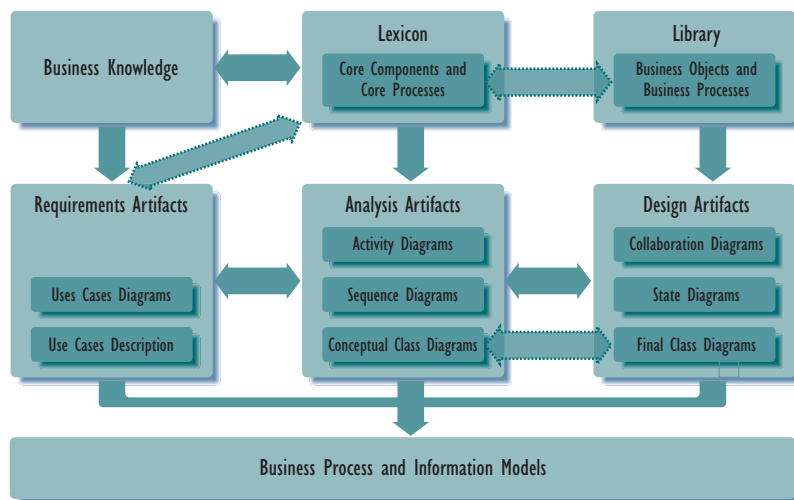 Business Knowledge
Lexicon
Core Components and
Core Processes
Library
Business Objects and
Business Processes
Requirements Artifacts
Uses Cases Diagrams
Use Cases Description
Analysis Artifacts
Activity Diagrams
Sequence Diagrams
Conceptual Class Diagrams
Design Artifacts
Collaboration Diagrams
State Diagrams
Final Class Diagrams
Business Process and Information Models